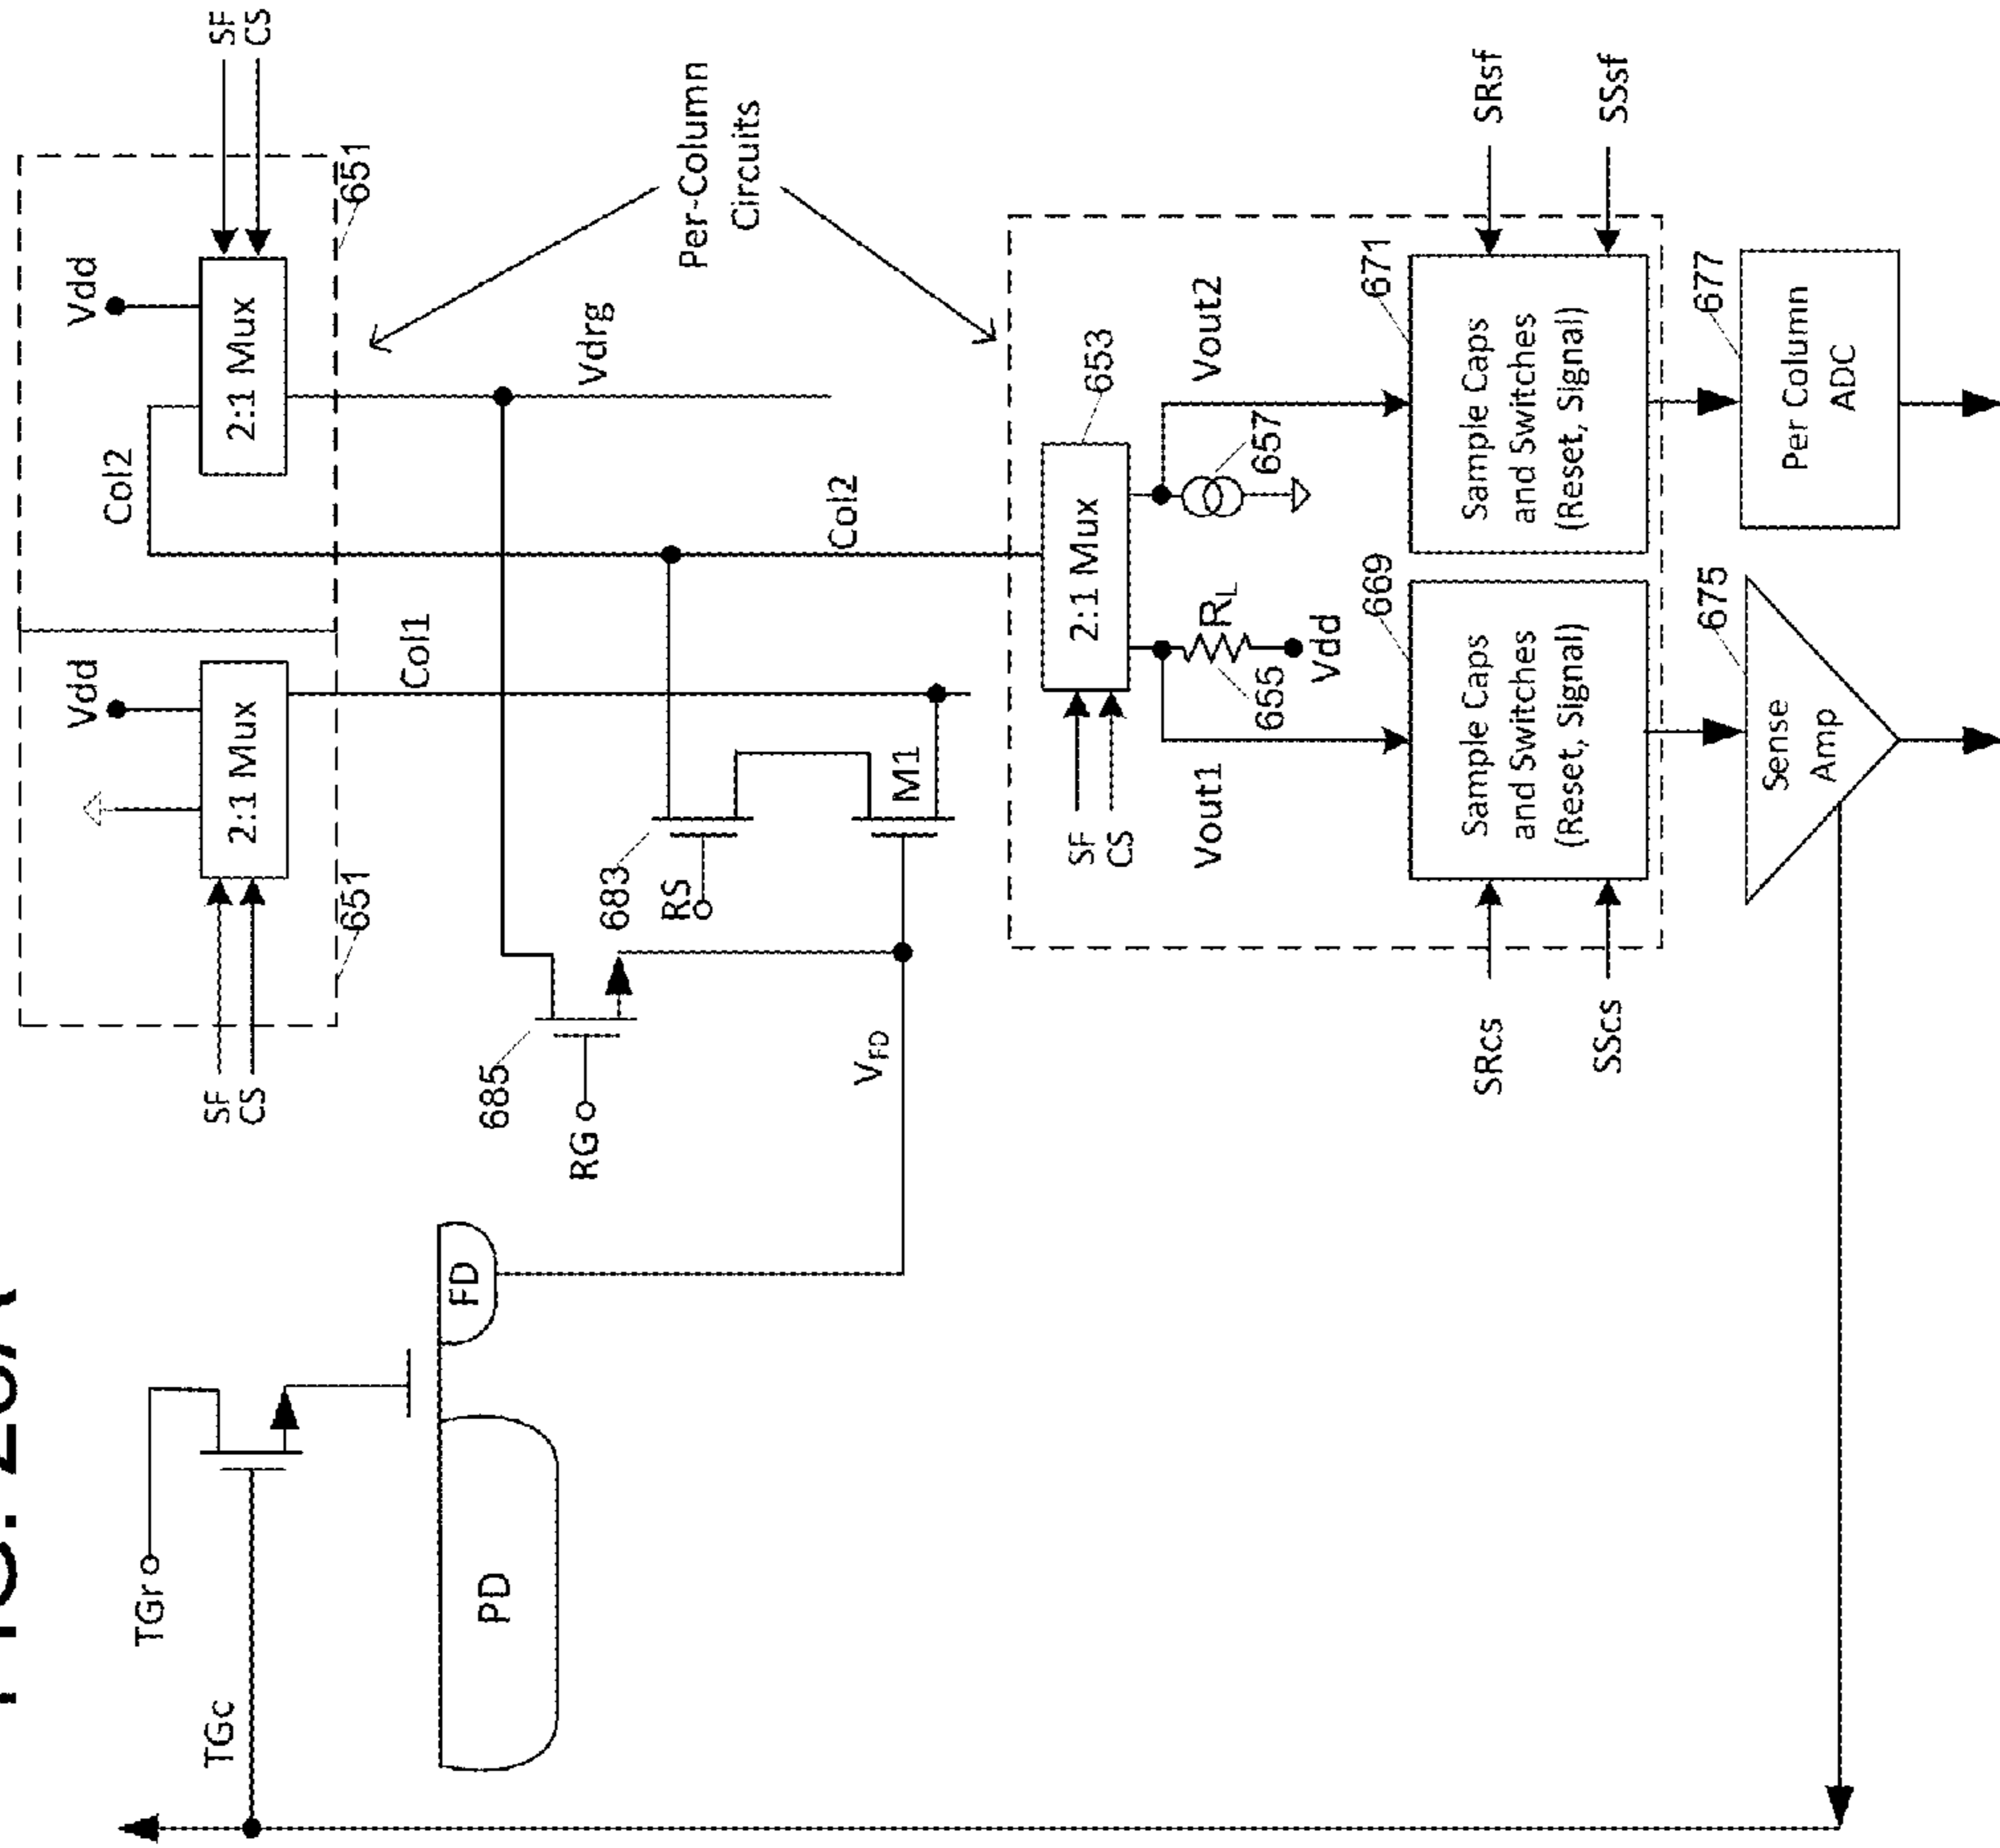 SF
CS
Vdd
2:1 Mux
651
Col2
Vdd
2:1 Mux
651
SF
CS
TGr
TGc
Col1
Vdrg
Per-Column
Circuits
685
RG
683
RS
M1
Col2
PD
FD
V_FD
653
2:1 Mux
SF
CS
657
Vout2
R_L
655
Vdd
Vout1
671
Sample Caps
and Switches
(Reset, Signal)
SRsf
SSsf
669
Sample Caps
and Switches
(Reset, Signal)
SRcs
SScs
677
Per Column
ADC
675
Sense
Amp